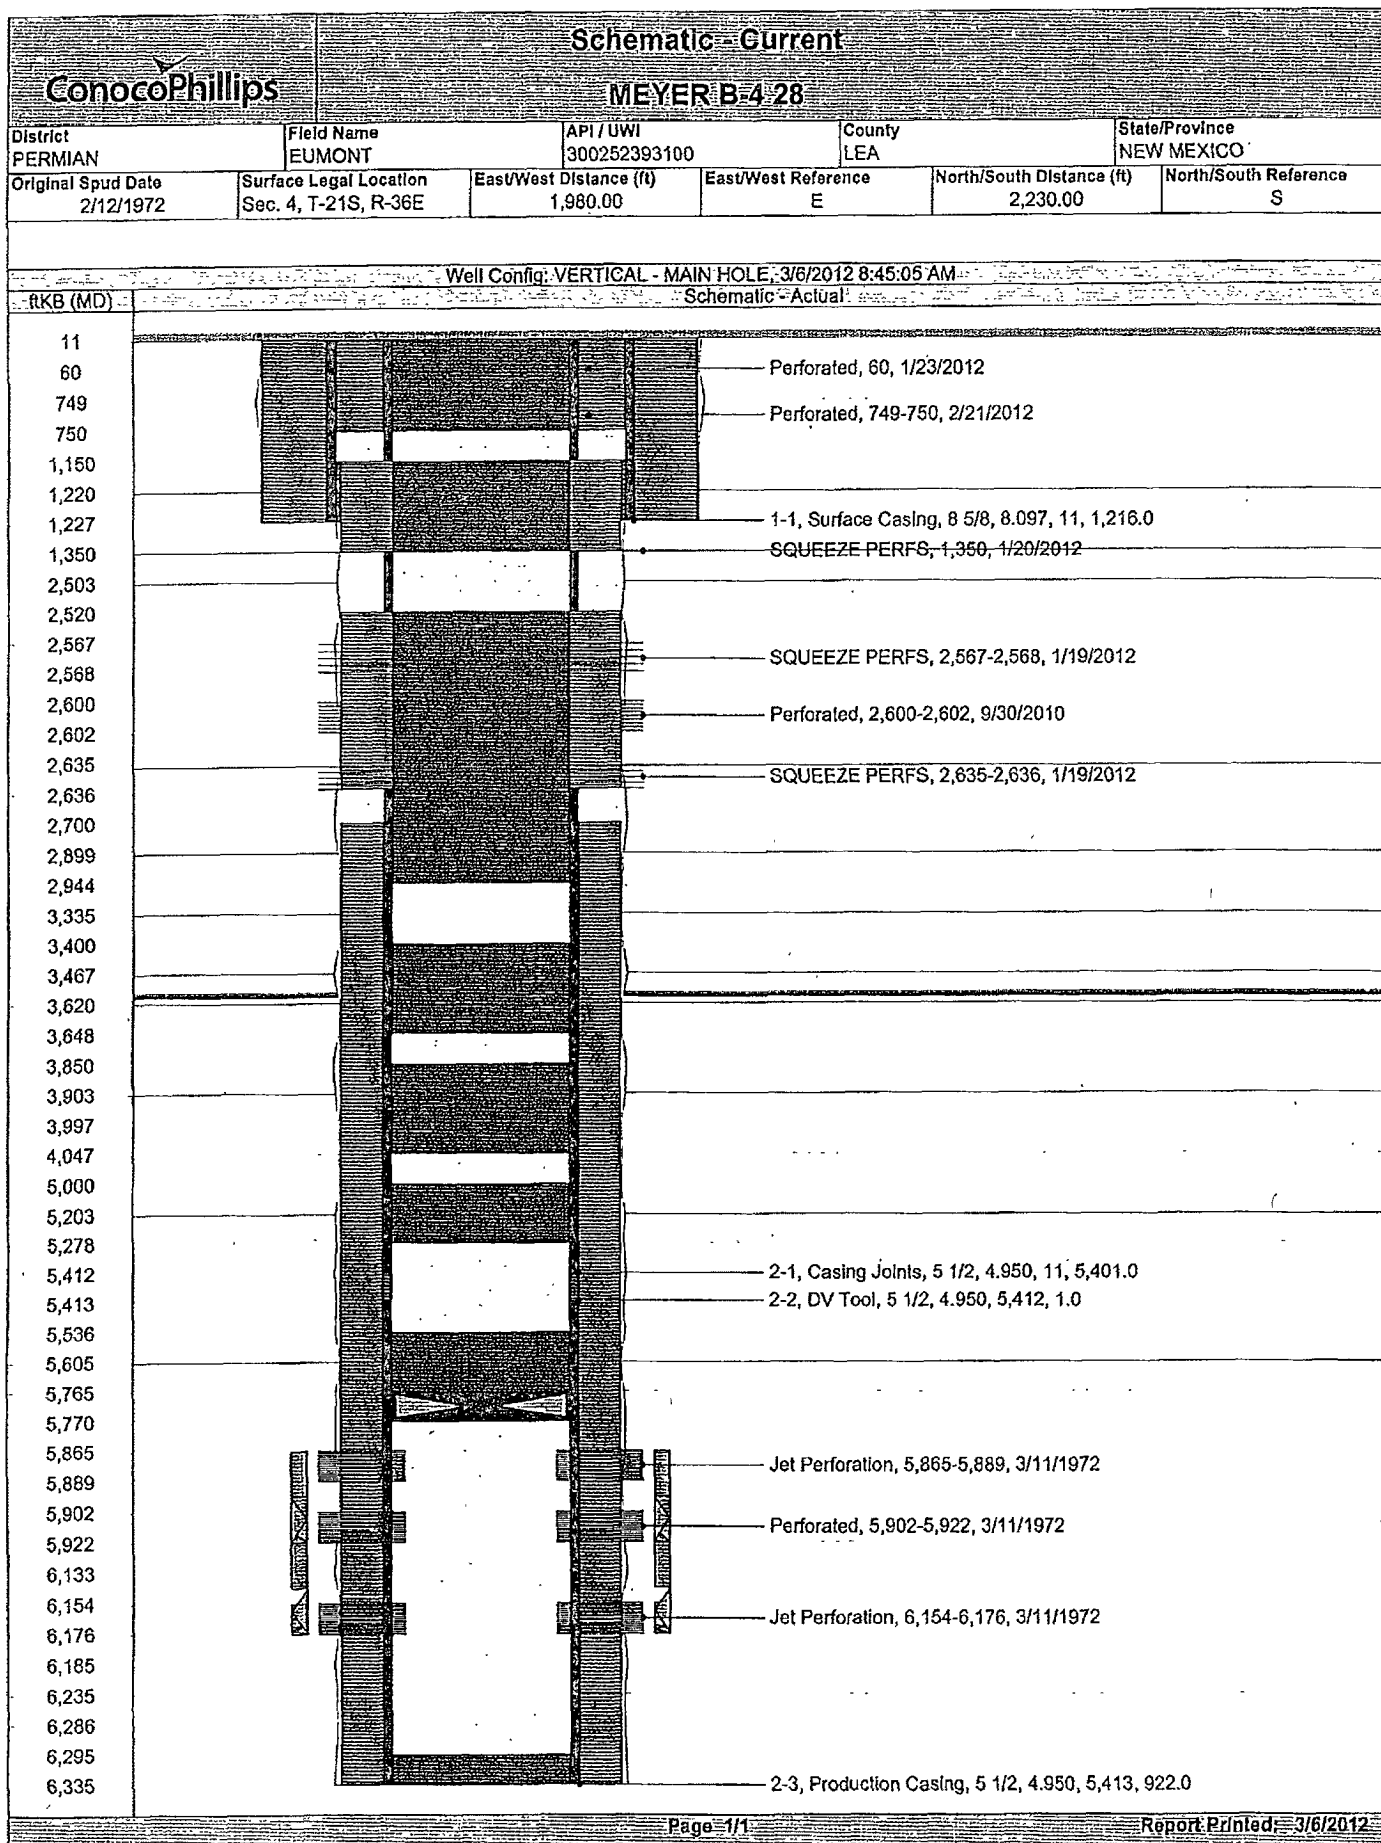 Schematic - Current
ConocoPhillips
MEYER B-4 28
District
Field Name
API / UWI
County
State/Province
PERMIAN
EUMONT
300252393100
LEA
NEW MEXICO
Original Spud Date
Surface Legal Location
East/West Distance (ft)
East/West Reference
North/South Distance (ft)
North/South Reference
2/12/1972
Sec. 4, T-21S, R-36E
1,980.00
E
2,230.00
S
Well Config: VERTICAL - MAIN HOLE, 3/6/2012 8:45:05 AM
ftKB (MD)
Schematic - Actual
11
60
Perforated, 60, 1/23/2012
749
Perforated, 749-750, 2/21/2012
750
1,150
1,220
1,227
1-1, Surface Casing, 8 5/8, 8.097, 11, 1,216.0
1,350
SQUEEZE PERFS, 1,350, 1/20/2012
2,503
2,520
2,567
SQUEEZE PERFS, 2,567-2,568, 1/19/2012
2,568
2,600
Perforated, 2,600-2,602, 9/30/2010
2,602
2,635
SQUEEZE PERFS, 2,635-2,636, 1/19/2012
2,636
2,700
2,899
2,944
3,335
3,400
3,467
3,620
3,648
3,850
3,903
3,997
4,047
5,000
5,203
5,278
5,412
2-1, Casing Joints, 5 1/2, 4.950, 11, 5,401.0
5,413
2-2, DV Tool, 5 1/2, 4.950, 5,412, 1.0
5,536
5,605
5,765
5,770
5,865
Jet Perforation, 5,865-5,889, 3/11/1972
5,889
5,902
Perforated, 5,902-5,922, 3/11/1972
5,922
6,133
6,154
Jet Perforation, 6,154-6,176, 3/11/1972
6,176
6,185
6,235
6,286
6,295
6,335
2-3, Production Casing, 5 1/2, 4.950, 5,413, 922.0
Page 1/1
Report Printed: 3/6/2012